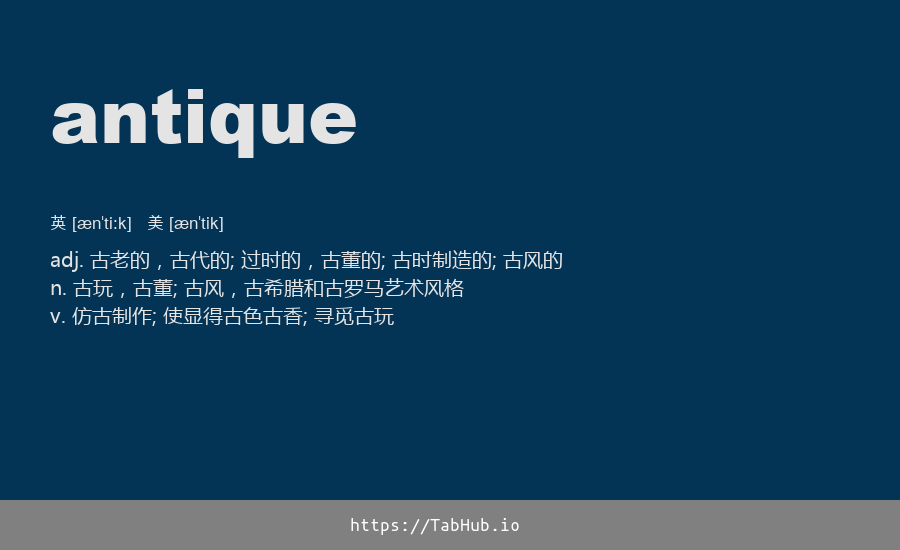 antique
英 [æn'ti:k] 美 [æn'tik]
adj. 古老的，古代的; 过时的，古董的; 古时制造的; 古风的
n. 古玩，古董; 古风，古希腊和古罗马艺术风格
v. 仿古制作; 使显得古色古香; 寻觅古玩
https://TabHub.io